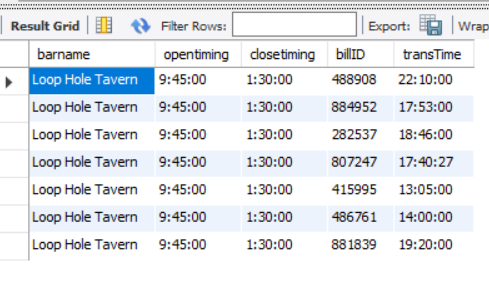 Result Grid Filter Rows: Export: Wrap
barname opentiming closetiming billID transTime
Loop Hole Tavern 9:45:00 1:30:00 488908 22:10:00
Loop Hole Tavern 9:45:00 1:30:00 884952 17:53:00
Loop Hole Tavern 9:45:00 1:30:00 282537 18:46:00
Loop Hole Tavern 9:45:00 1:30:00 807247 17:40:27
Loop Hole Tavern 9:45:00 1:30:00 415995 13:05:00
Loop Hole Tavern 9:45:00 1:30:00 486761 14:00:00
Loop Hole Tavern 9:45:00 1:30:00 881839 19:20:00